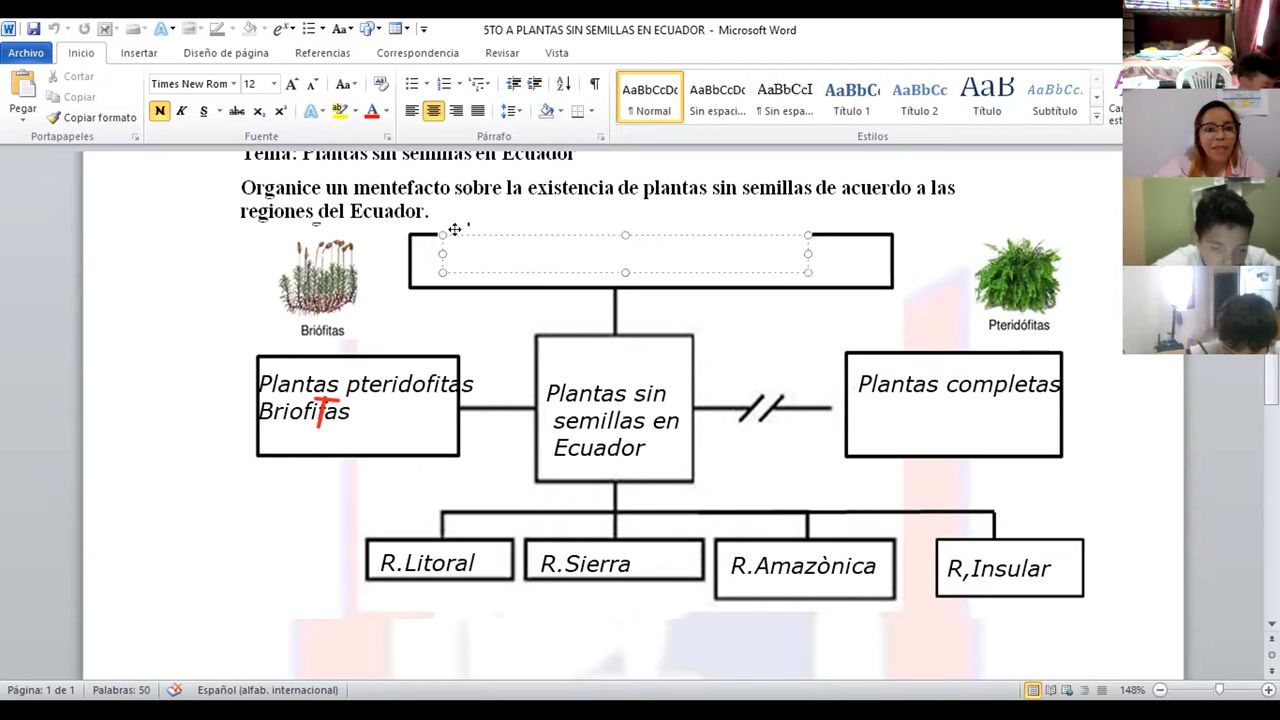 5TO A PLANTAS SIN SEMILLAS EN ECUADOR - Microsoft Word
Archivo
Inicio
Insertar
Diseño de página
Referencias
Correspondencia
Revisar
Vista
Pegar
Cortar
Copiar
Copiar formato
Portapapeles
Times New Rom
12
Fuente
Párrafo
AaBbCcDc
¶ Normal
AaBbCcDc
Sin espaci...
AaBbCcI
¶ Sin espa...
AaBbC
Título 1
AaBbCc
Título 2
AaB
Título
AaBbCc.
Subtítulo
Estilos
Tema: Plantas sin semillas en Ecuador
Organice un mentefacto sobre la existencia de plantas sin semillas de acuerdo a las
regiones del Ecuador.
Briófitas
Pteridófitas
Plantas pteridofitas
Briofitas
Plantas sin
semillas en
Ecuador
Plantas completas
R.Litoral
R.Sierra
R.Amazònica
R,Insular
Página: 1 de 1
Palabras: 50
Español (alfab. internacional)
148%